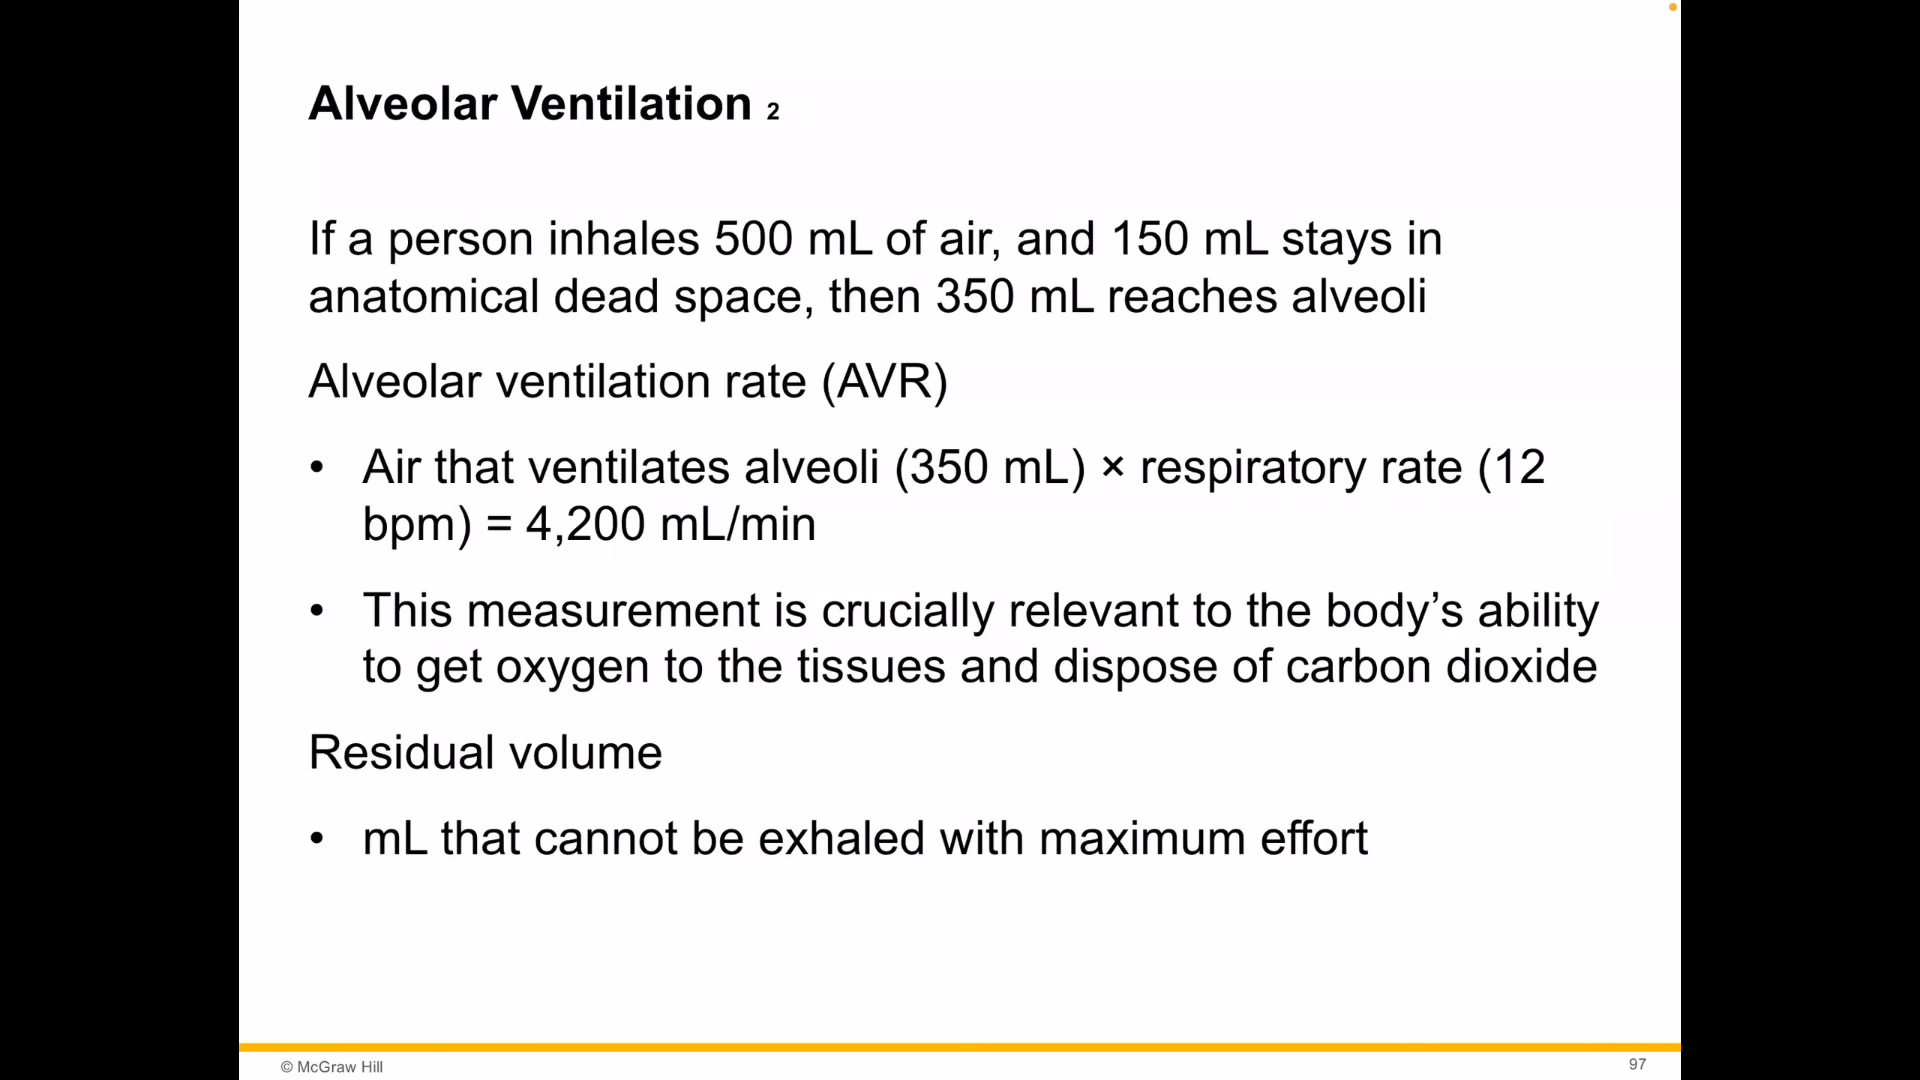 Alveolar Ventilation 2
If a person inhales 500 mL of air, and 150 mL stays in
anatomical dead space, then 350 mL reaches alveoli
Alveolar ventilation rate (AVR)
• Air that ventilates alveoli (350 mL) × respiratory rate (12
bpm) = 4,200 mL/min
• This measurement is crucially relevant to the body’s ability
to get oxygen to the tissues and dispose of carbon dioxide
Residual volume
• mL that cannot be exhaled with maximum effort
© McGraw Hill
97